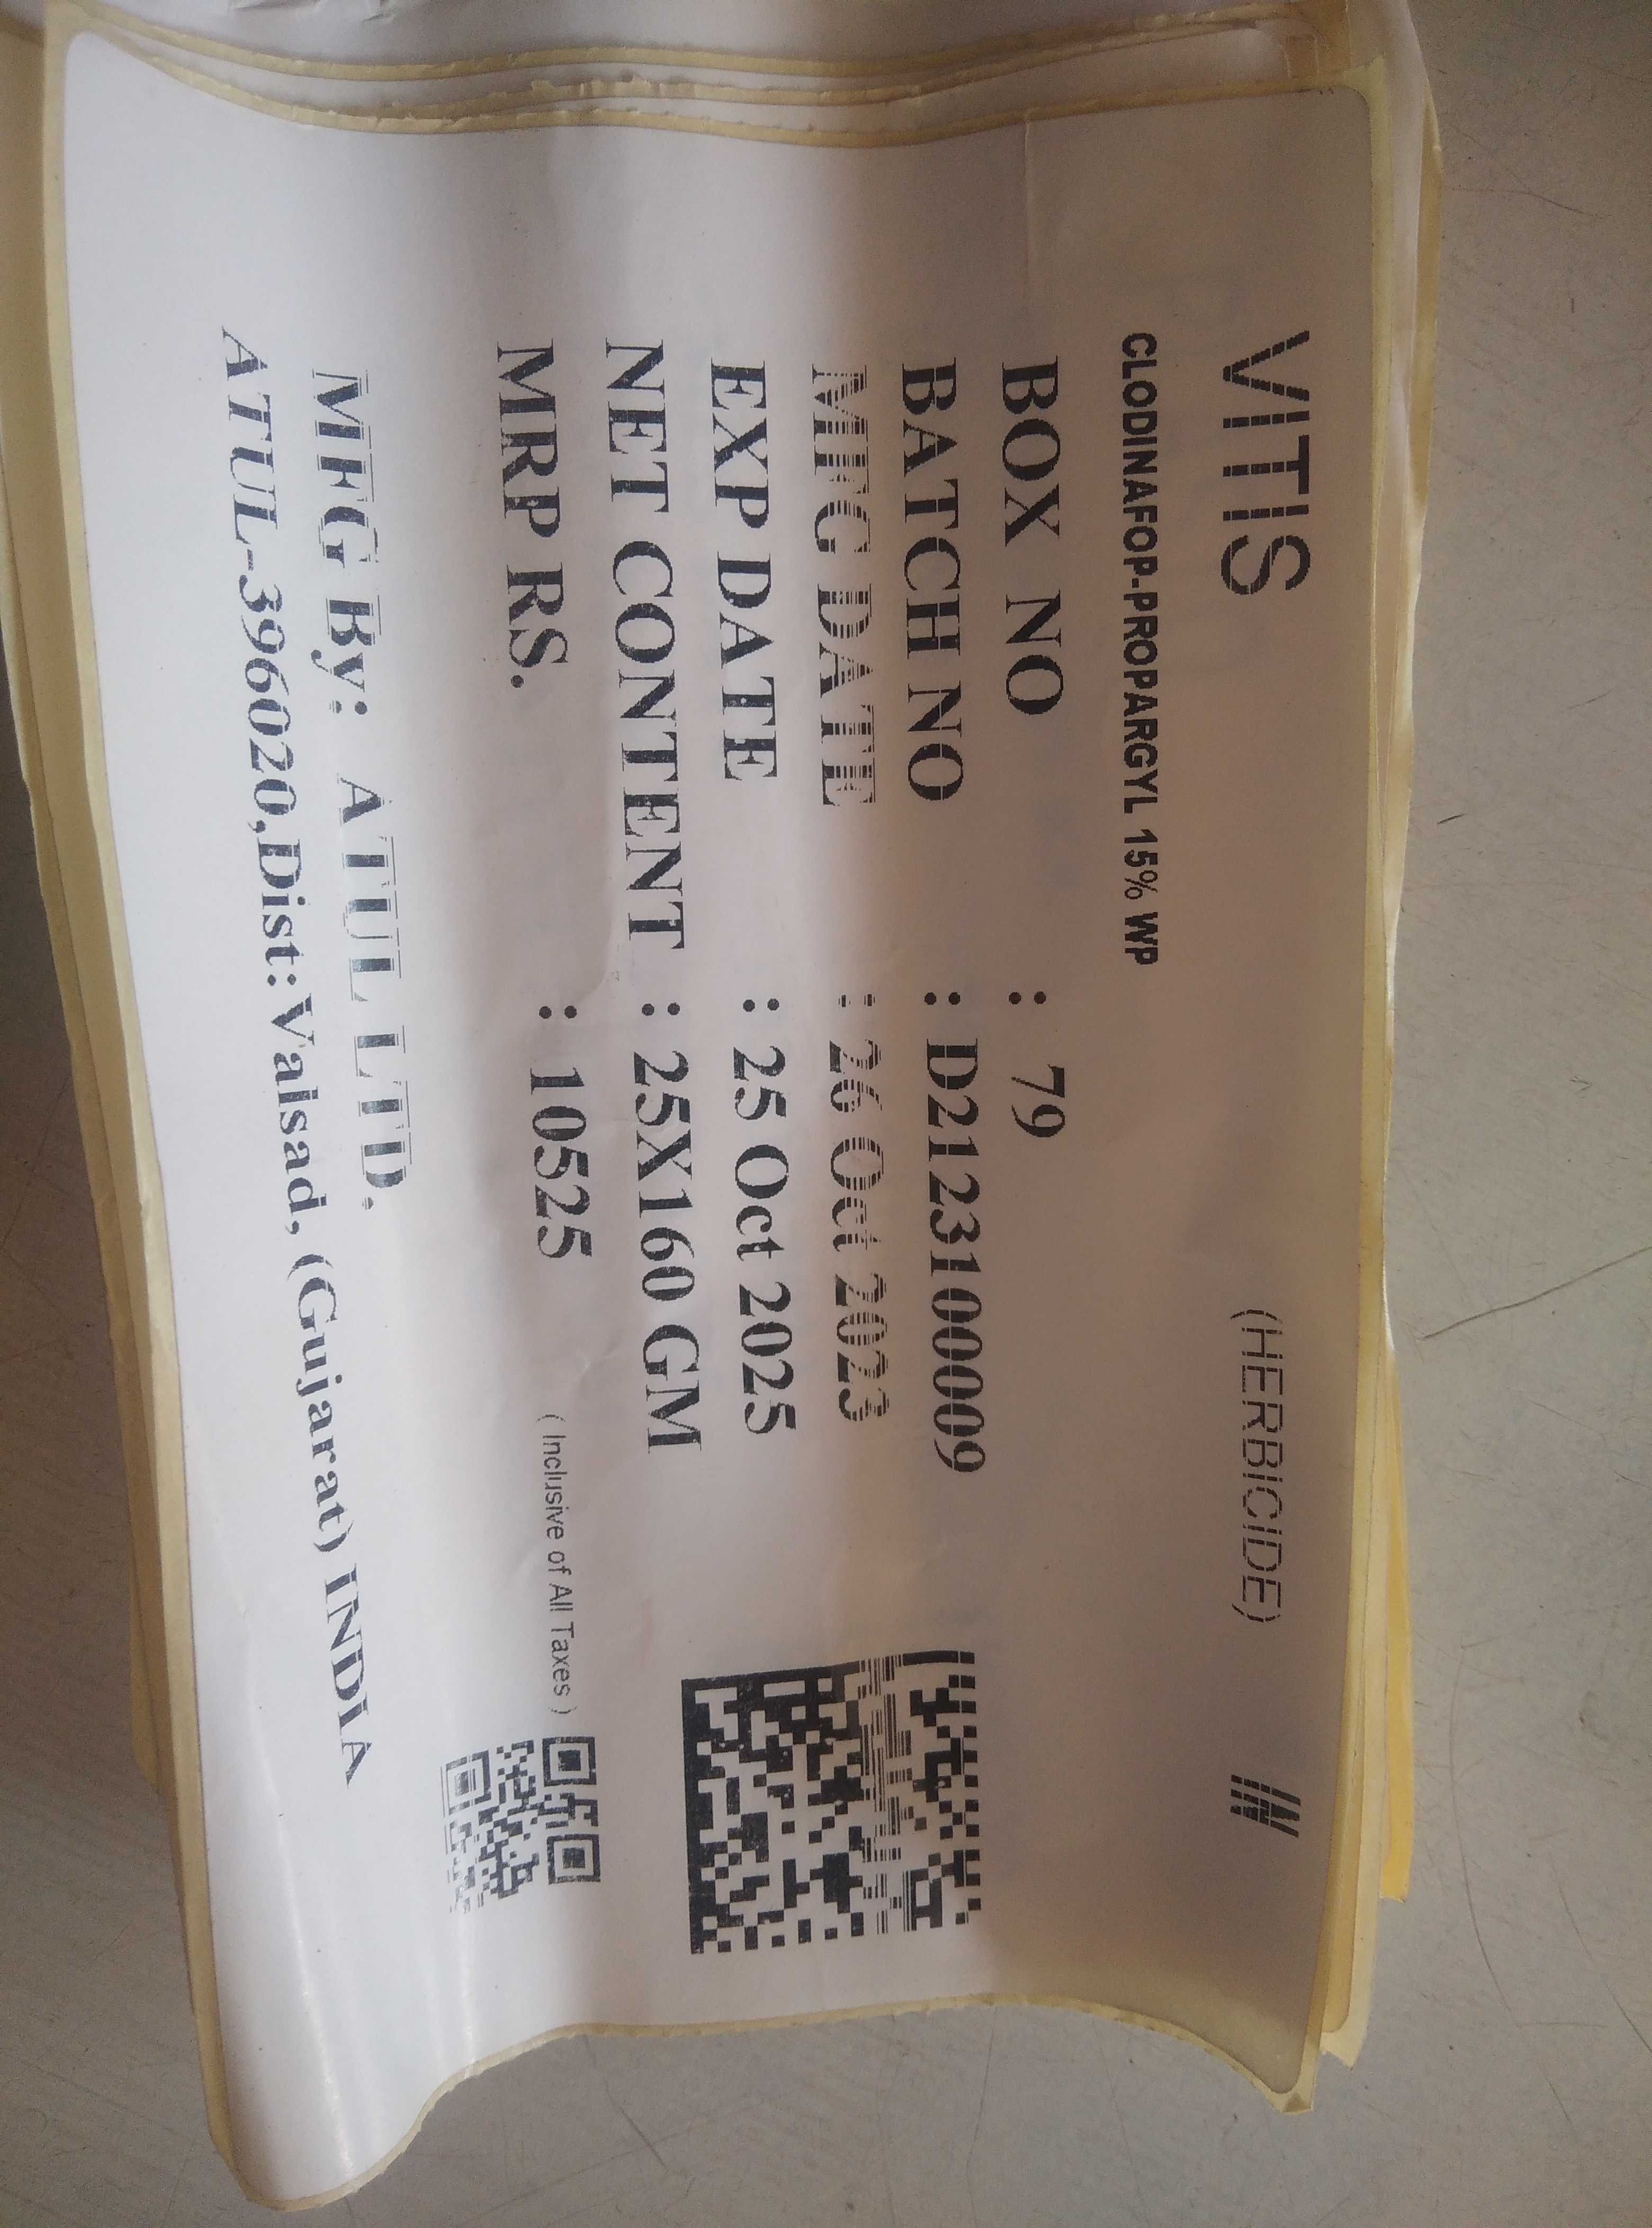 VITIS (HERBICIDE)
CLODINAFOP-PROPARGYL 15% WP
BOX NO : 79
BATCH NO : D2123100009
MFG DATE : 26 Oct 2023
EXP DATE : 25 Oct 2025
NET CONTENT : 25X160 GM
MRP RS. : 10525 ( Inclusive of All Taxes )
MFG By: ATUL LTD.
ATUL-396020,Dist:Valsad, (Gujarat) INDIA